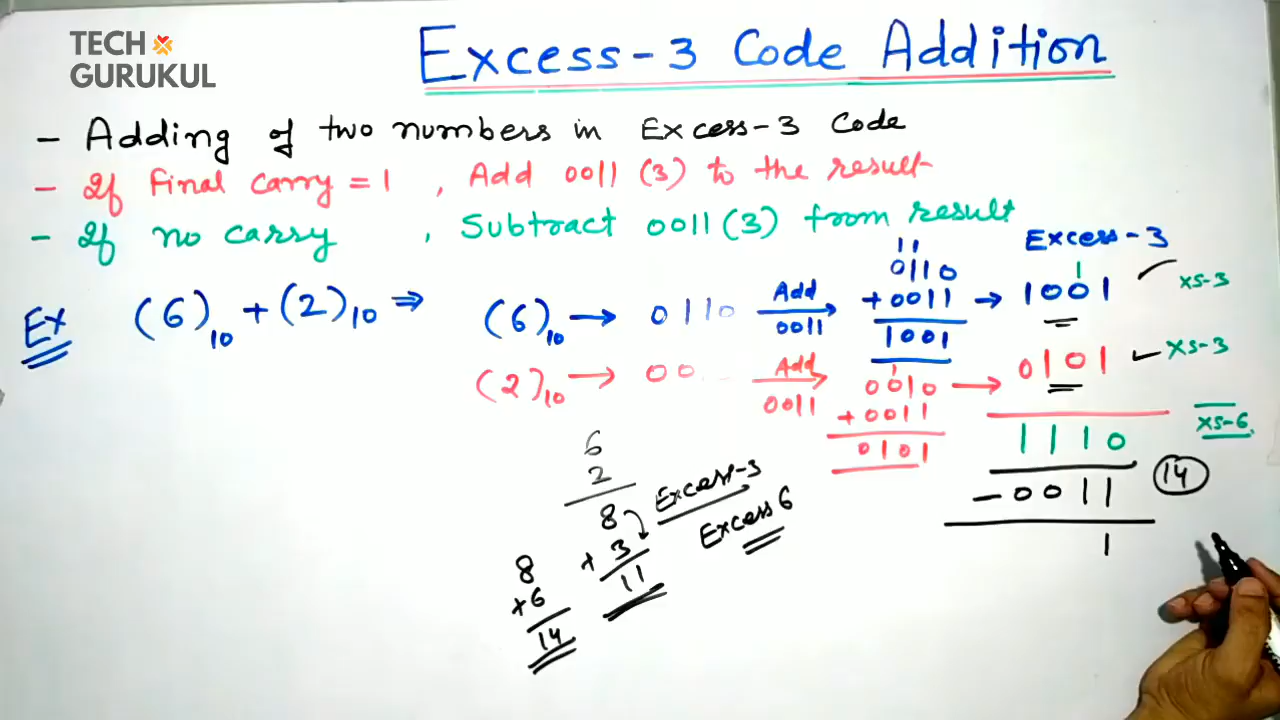 TECH
GURUKUL
Excess-3 Code Addition
- Adding of two numbers in Excess-3 Code
- If Final carry = 1 , Add 0011 (3) to the result
- If no carry , Subtract 0011 (3) from result
Excess-3
Ex (6)10 + (2)10 ⇒
(6)10 → 0110 Add 0011 →
11
0110
+ 0011
1001
→ 1001 XS-3
1
(2)10 → 00 Add 0011 →
1
0010
+ 0011
0101
→ 0101 XS-3
1110 XS-6
14
- 0011
1
6
2
8
+ 3
11
Excess-3
Excess 6
8
+6
14